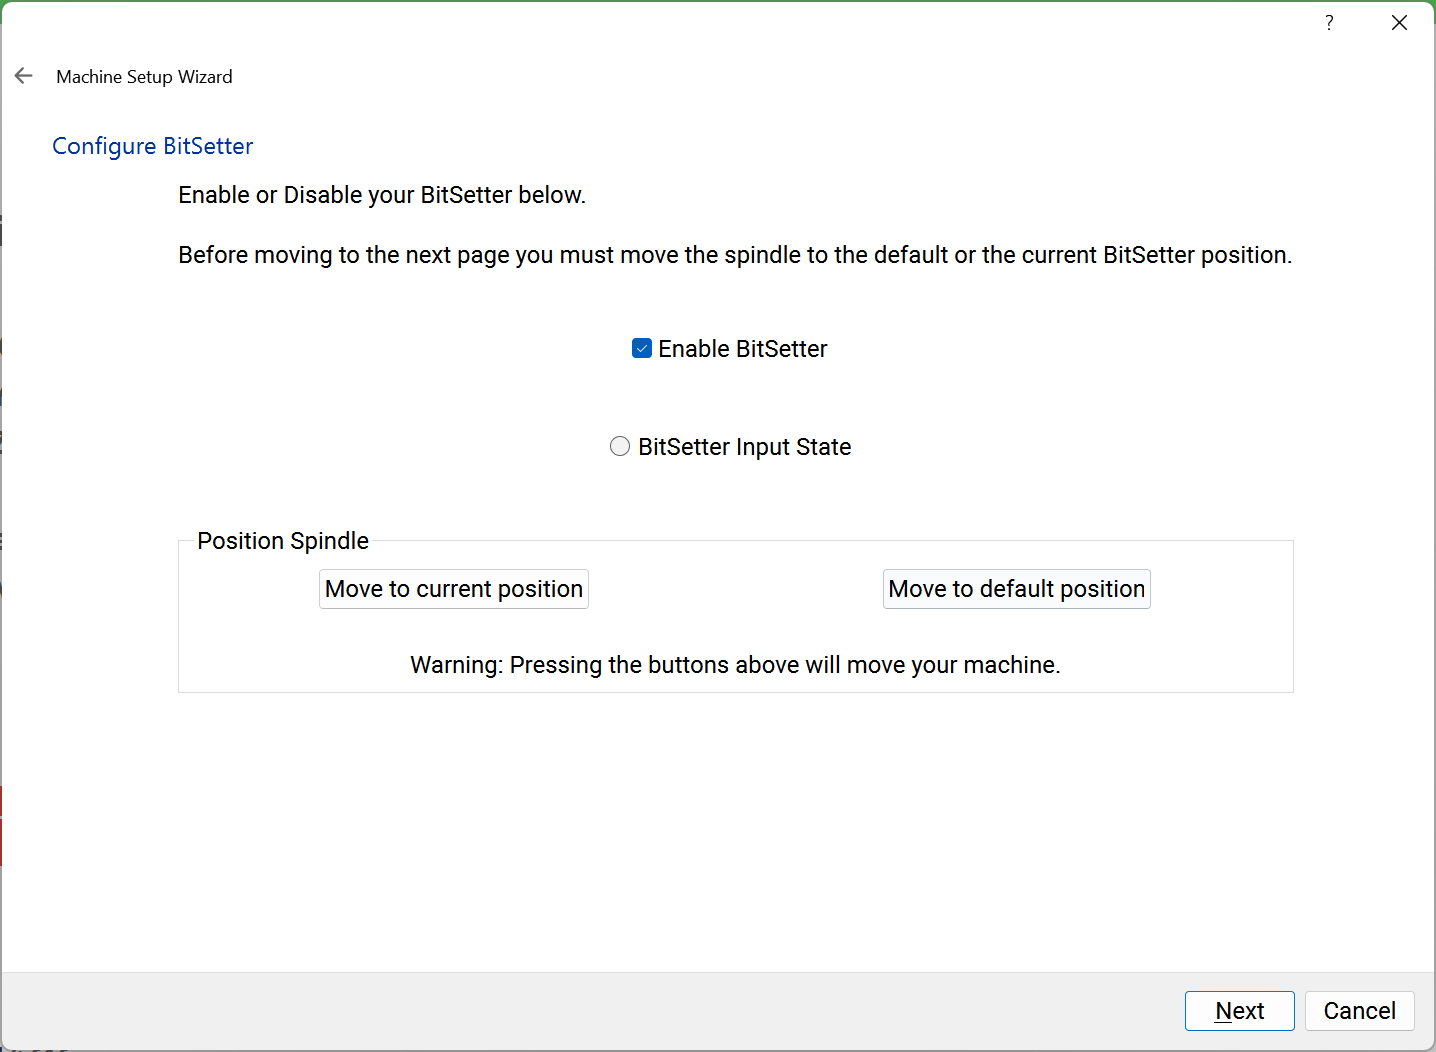 ?
Machine Setup Wizard
Configure BitSetter
Enable or Disable your BitSetter below.
Before moving to the next page you must move the spindle to the default or the current BitSetter position.
Enable BitSetter
BitSetter Input State
Position Spindle
Move to current position
Move to default position
Warning: Pressing the buttons above will move your machine.
Next
Cancel